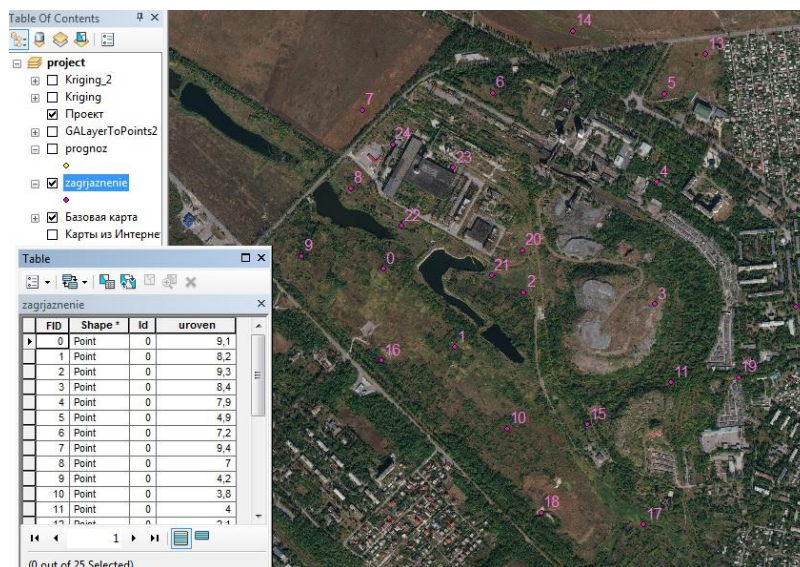 Table Of Contents
project
Kriging_2
Kriging
Проект
GALayerToPoints2
prognoz
zagrjaznenie
Базовая карта
Карты из Интерне
Table
zagrjaznenie
FID Shape * Id uroven
0 Point 0 9,1
1 Point 0 8,2
2 Point 0 9,3
3 Point 0 8,4
4 Point 0 7,9
5 Point 0 4,9
6 Point 0 7,2
7 Point 0 9,4
8 Point 0 7
9 Point 0 4,2
10 Point 0 3,8
11 Point 0 4
12 Point 0 2,1
1
(0 out of 25 Selected)
14
13
6
5
7
24
23
4
8
22
20
9
0
21
2
3
1
16
11
19
10
15
18
17